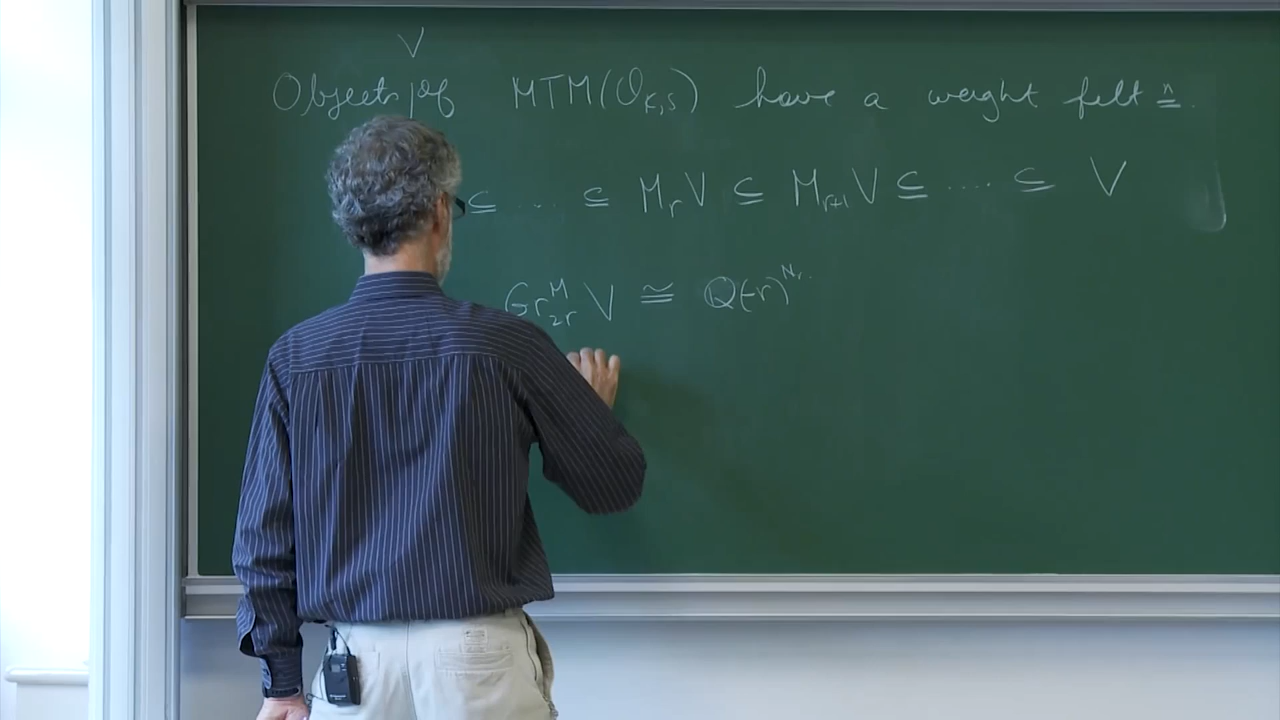 V
Objects of MTM(O_{K,S}) have a weight filt<u>n</u>.
⊆ .... ⊆ M_r V ⊆ M_{r+1} V ⊆ .... ⊆ V
Gr^M_{2r} V ≅ Q(-r)^{N_r}.